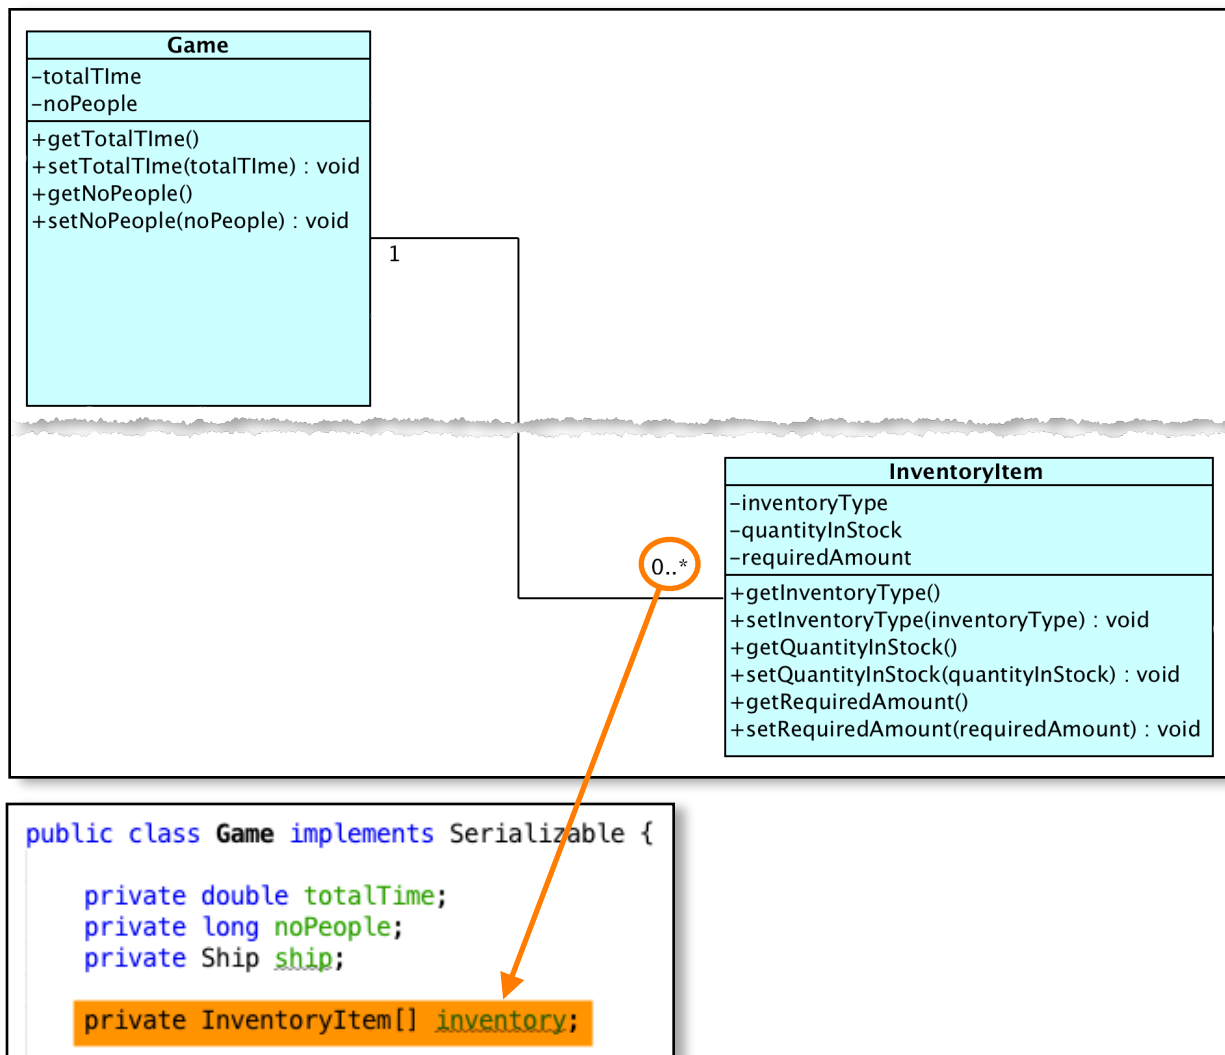 Game
-totalTIme
-noPeople
+getTotalTIme()
+setTotalTIme(totalTIme) : void
+getNoPeople()
+setNoPeople(noPeople) : void
1
InventoryItem
-inventoryType
-quantityInStock
-requiredAmount
0..*
+getInventoryType()
+setInventoryType(inventoryType) : void
+getQuantityInStock()
+setQuantityInStock(quantityInStock) : void
+getRequiredAmount()
+setRequiredAmount(requiredAmount) : void
public class Game implements Serializable {
private double totalTime;
private long noPeople;
private Ship ship;
private InventoryItem[] inventory;